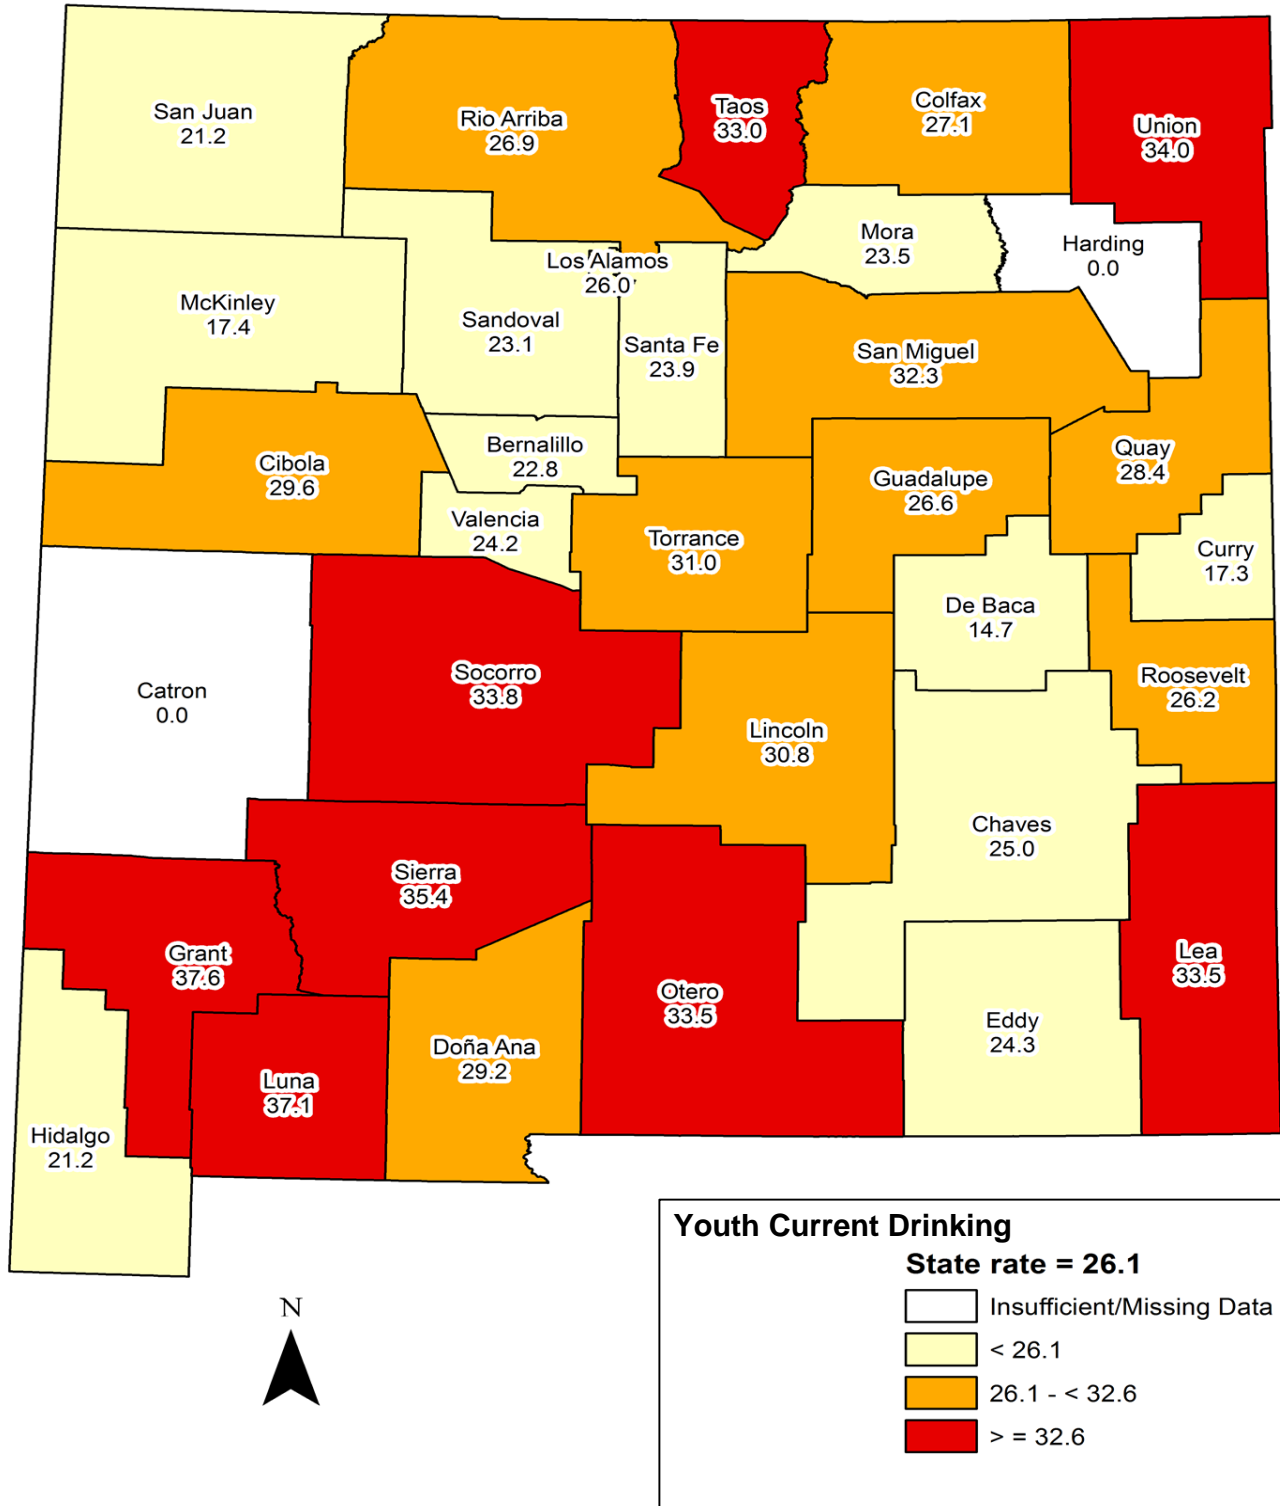 San Juan
21.2
Rio Arriba
26.9
Taos
33.0
Colfax
27.1
Union
34.0
Mora
23.5
Harding
0.0
Los Alamos
26.0
McKinley
17.4
Sandoval
23.1
Santa Fe
23.9
San Miguel
32.3
Bernalillo
22.8
Cibola
29.6
Quay
28.4
Guadalupe
26.6
Valencia
24.2
Torrance
31.0
Curry
17.3
De Baca
14.7
Socorro
33.8
Catron
0.0
Roosevelt
26.2
Lincoln
30.8
Chaves
25.0
Sierra
35.4
Grant
37.6
Lea
33.5
Otero
33.5
Eddy
24.3
Doña Ana
29.2
Luna
37.1
Hidalgo
21.2
Youth Current Drinking
State rate = 26.1
Insufficient/Missing Data
< 26.1
26.1 - < 32.6
> = 32.6
N